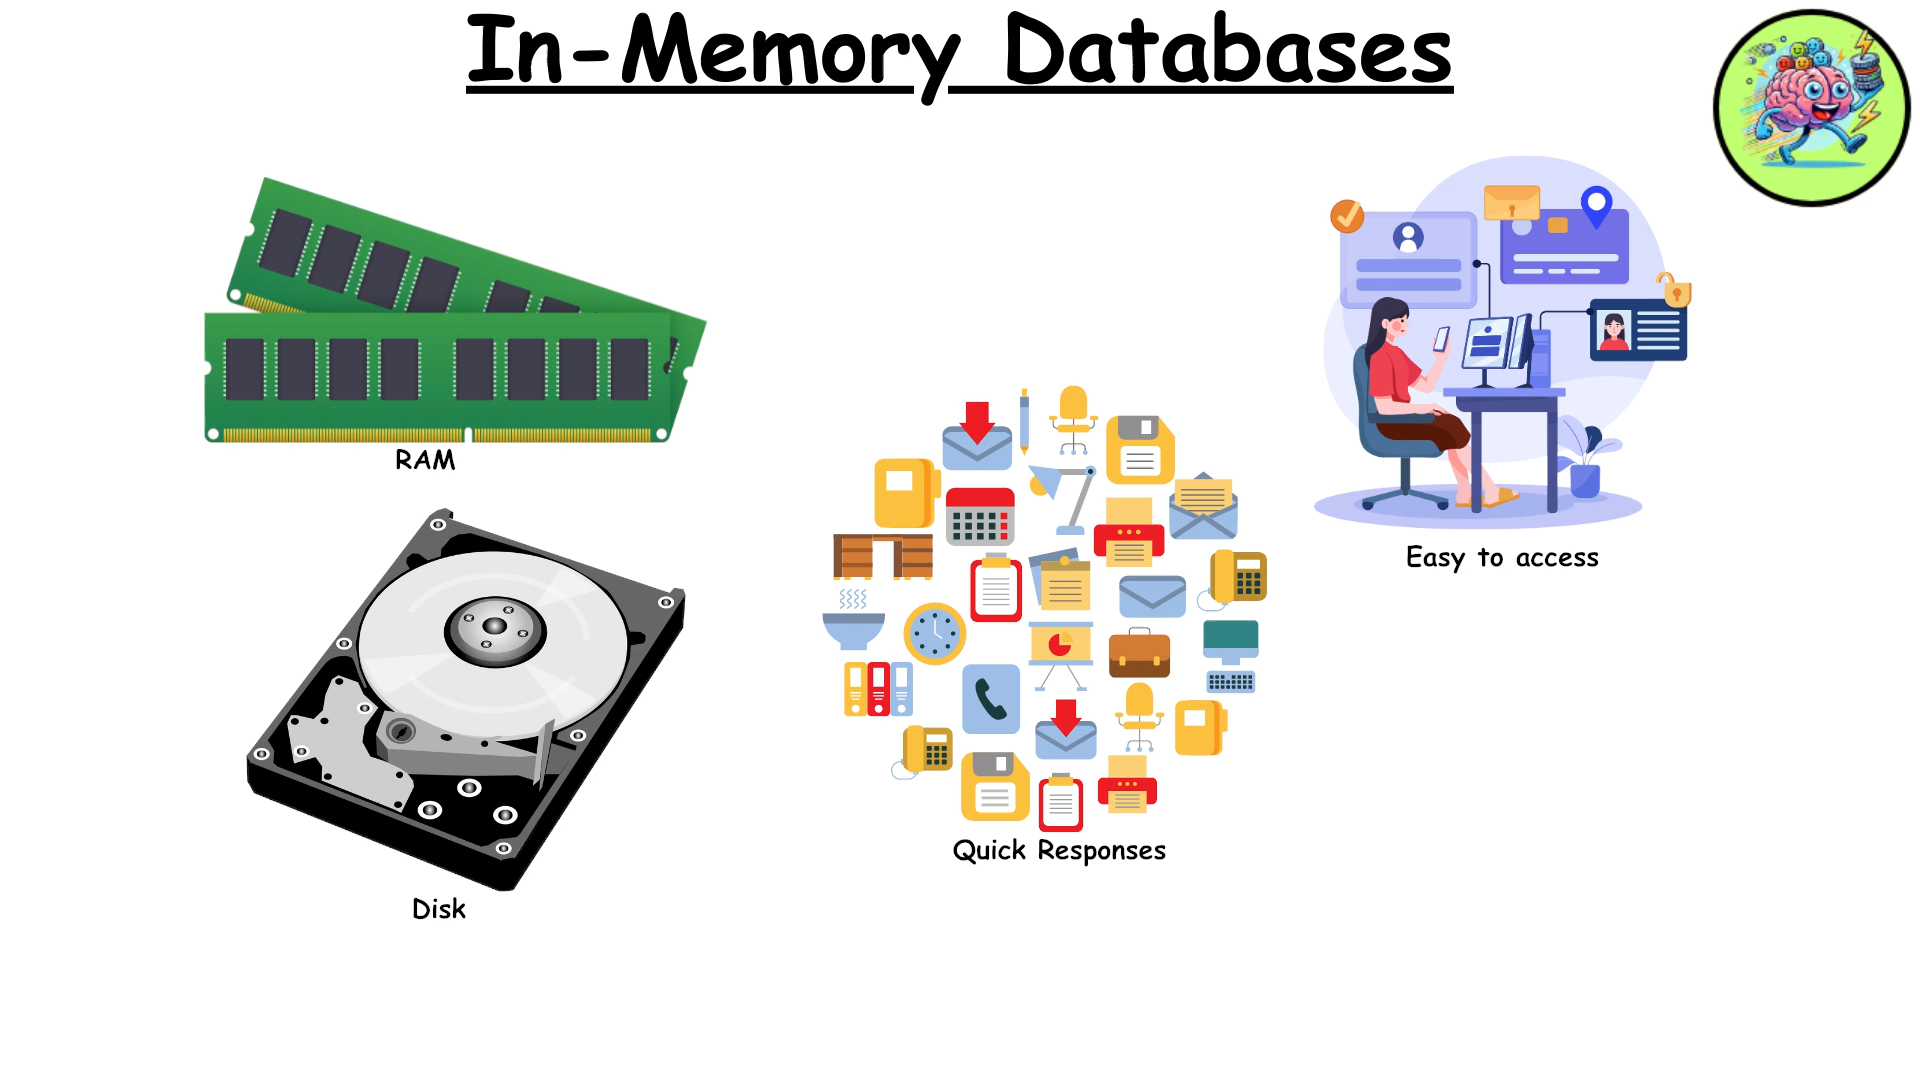 In-Memory Databases
RAM
Disk
Quick Responses
Easy to access